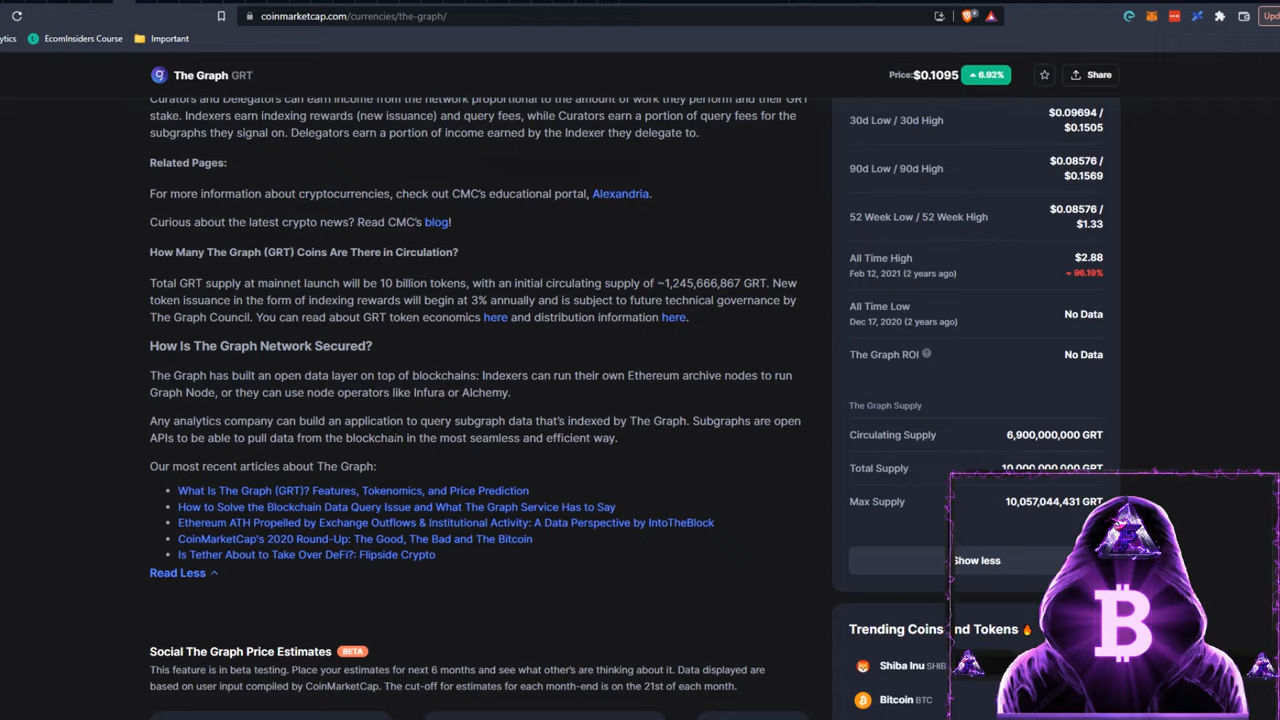 coinmarketcap.com/currencies/the-graph/
Upd
ytics
EcomInsiders Course
Important
The Graph GRT
Price:$0.1095
6.92%
Share
Curators and Delegators can earn income from the network proportional to the amount of work they perform and their GRT
stake. Indexers earn indexing rewards (new issuance) and query fees, while Curators earn a portion of query fees for the
subgraphs they signal on. Delegators earn a portion of income earned by the Indexer they delegate to.
Related Pages:
For more information about cryptocurrencies, check out CMC's educational portal, Alexandria.
Curious about the latest crypto news? Read CMC's blog!
How Many The Graph (GRT) Coins Are There in Circulation?
Total GRT supply at mainnet launch will be 10 billion tokens, with an initial circulating supply of ~1,245,666,867 GRT. New
token issuance in the form of indexing rewards will begin at 3% annually and is subject to future technical governance by
The Graph Council. You can read about GRT token economics here and distribution information here.
How Is The Graph Network Secured?
The Graph has built an open data layer on top of blockchains: Indexers can run their own Ethereum archive nodes to run
Graph Node, or they can use node operators like Infura or Alchemy.
Any analytics company can build an application to query subgraph data that's indexed by The Graph. Subgraphs are open
APIs to be able to pull data from the blockchain in the most seamless and efficient way.
Our most recent articles about The Graph:
What Is The Graph (GRT)? Features, Tokenomics, and Price Prediction
How to Solve the Blockchain Data Query Issue and What The Graph Service Has to Say
Ethereum ATH Propelled by Exchange Outflows & Institutional Activity: A Data Perspective by IntoTheBlock
CoinMarketCap's 2020 Round-Up: The Good, The Bad and The Bitcoin
Is Tether About to Take Over DeFi?: Flipside Crypto
Read Less
Social The Graph Price Estimates BETA
This feature is in beta testing. Place your estimates for next 6 months and see what other's are thinking about it. Data displayed are
based on user input compiled by CoinMarketCap. The cut-off for estimates for each month-end is on the 21st of each month.
30d Low / 30d High
$0.09694 /
$0.1505
90d Low / 90d High
$0.08576 /
$0.1569
52 Week Low / 52 Week High
$0.08576 /
$1.33
All Time High
$2.88
Feb 12, 2021 (2 years ago)
96.19%
All Time Low
Dec 17, 2020 (2 years ago)
No Data
The Graph ROI
No Data
The Graph Supply
Circulating Supply
6,900,000,000 GRT
Total Supply
10,000,000,000 GRT
Max Supply
10,057,044,431 GRT
Show less
Trending Coins and Tokens
Shiba Inu SHIB
Bitcoin BTC